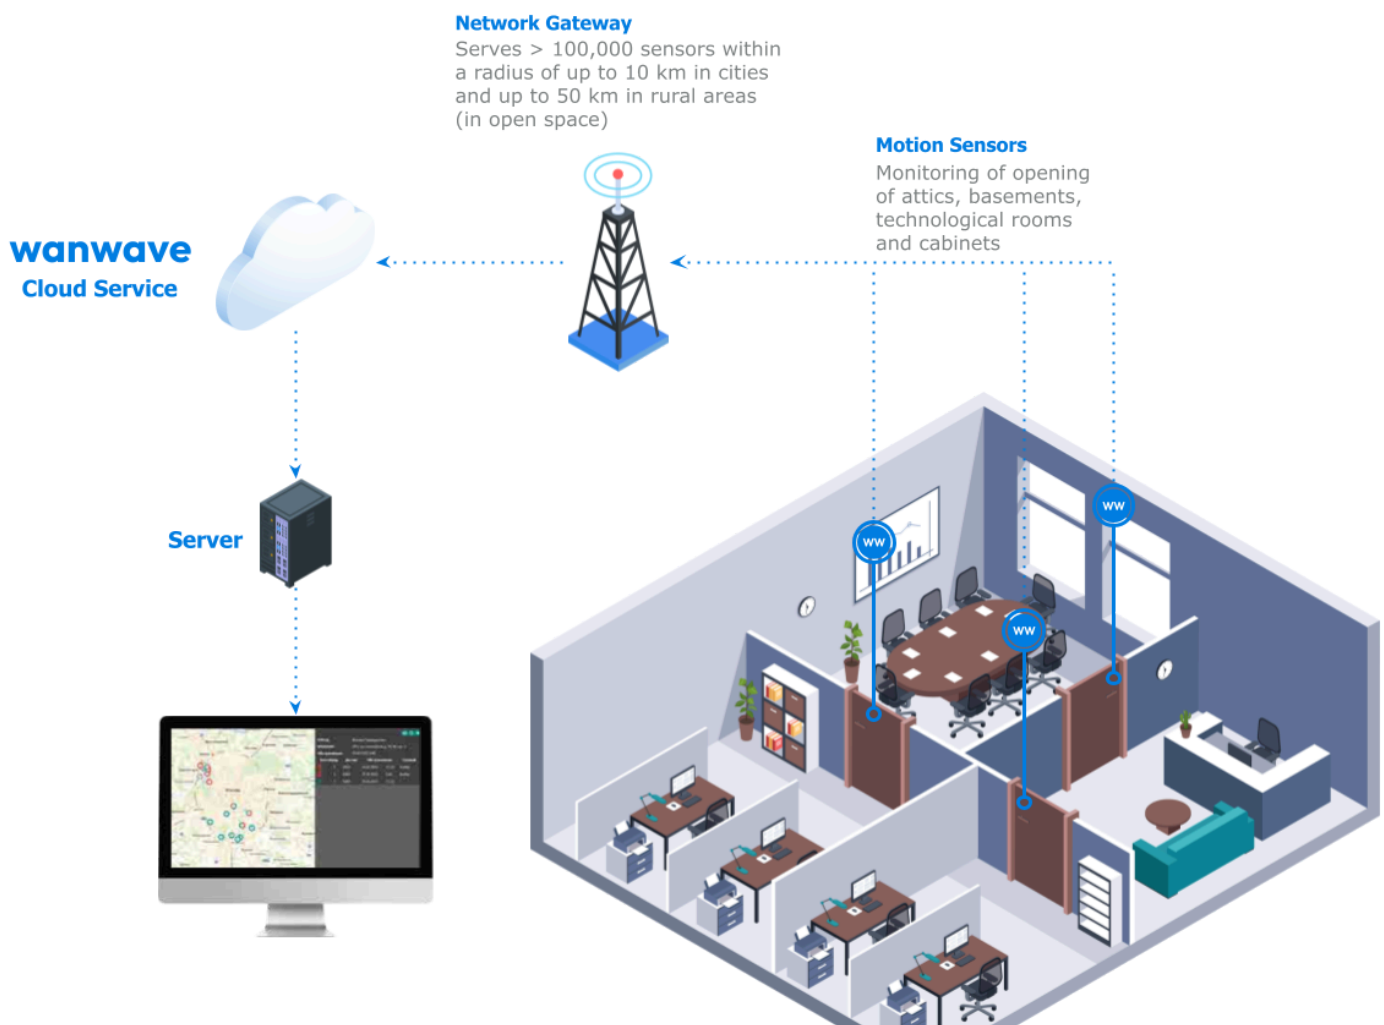 Network Gateway
Serves > 100,000 sensors within
a radius of up to 10 km in cities
and up to 50 km in rural areas
(in open space)
Motion Sensors
Monitoring of opening
of attics, basements,
technological rooms
and cabinets
wanwave
Cloud Service
Server
WW
WW
WW